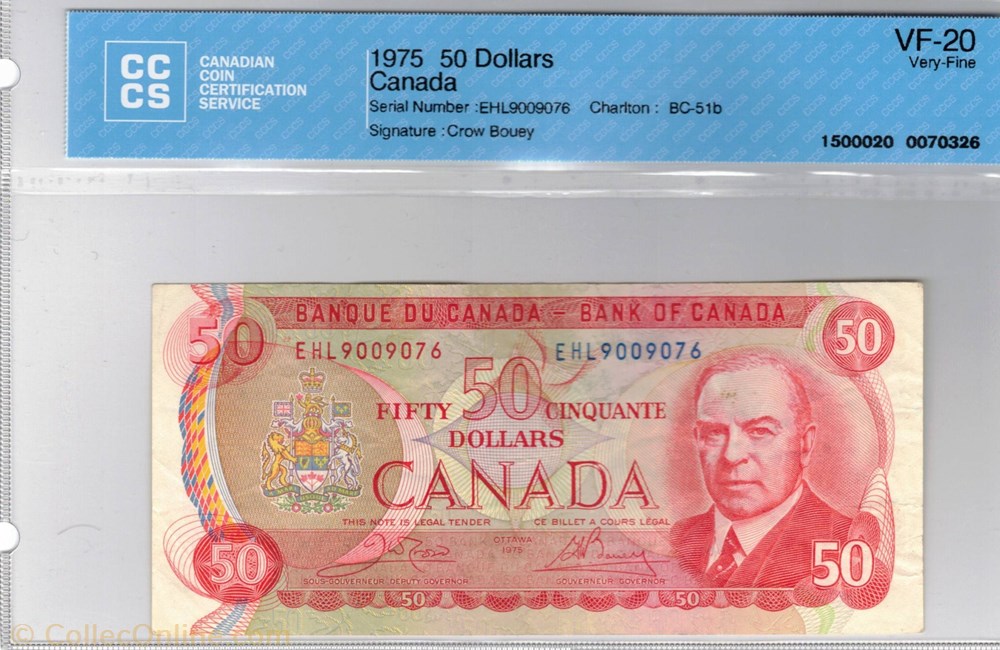 CC
CS
CANADIAN
COIN
CERTIFICATION
SERVICE
1975 50 Dollars
Canada
Serial Number :EHL9009076 Charlton : BC-51b
Signature :Crow Bouey
VF-20
Very-Fine
1500020 0070326
BANQUE DU CANADA – BANK OF CANADA
50
50
EHL9009076 EHL9009076
50
FIFTY CINQUANTE
DOLLARS
CANADA
THIS NOTE IS LEGAL TENDER CE BILLET A COURS LÉGAL
OTTAWA
1975
SOUS-GOUVERNEUR DEPUTY GOVERNOR GOUVERNEUR GOVERNOR
50
50
50 50
© CollecOnline.com